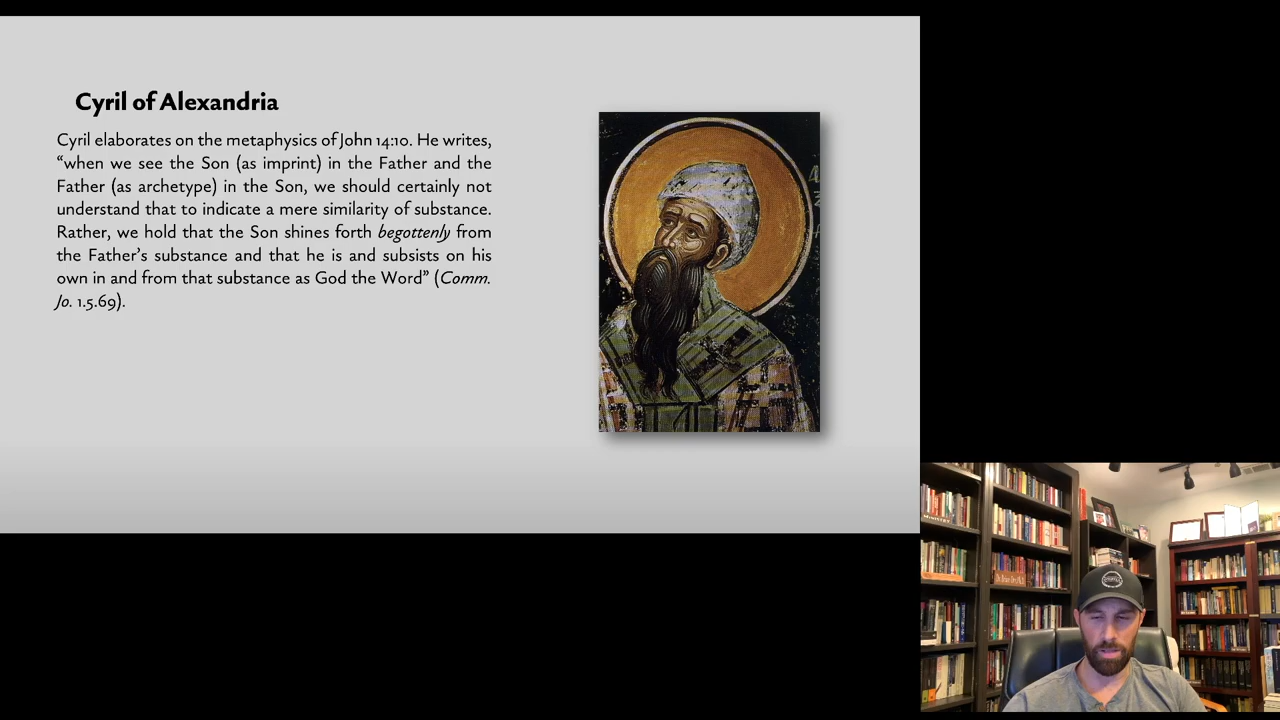 Cyril of Alexandria
Cyril elaborates on the metaphysics of John 14:10. He writes,
“when we see the Son (as imprint) in the Father and the
Father (as archetype) in the Son, we should certainly not
understand that to indicate a mere similarity of substance.
Rather, we hold that the Son shines forth begottenly from
the Father’s substance and that he is and subsists on his
own in and from that substance as God the Word” (Comm.
Jo. 1.5.69).
MINISTRY